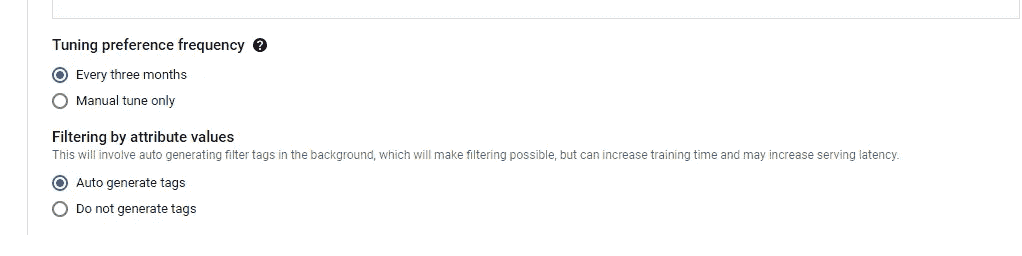 Tuning preference frequency ?
Every three months
Manual tune only
Filtering by attribute values
This will involve auto generating filter tags in the background, which will make filtering possible, but can increase training time and may increase serving latency.
Auto generate tags
Do not generate tags